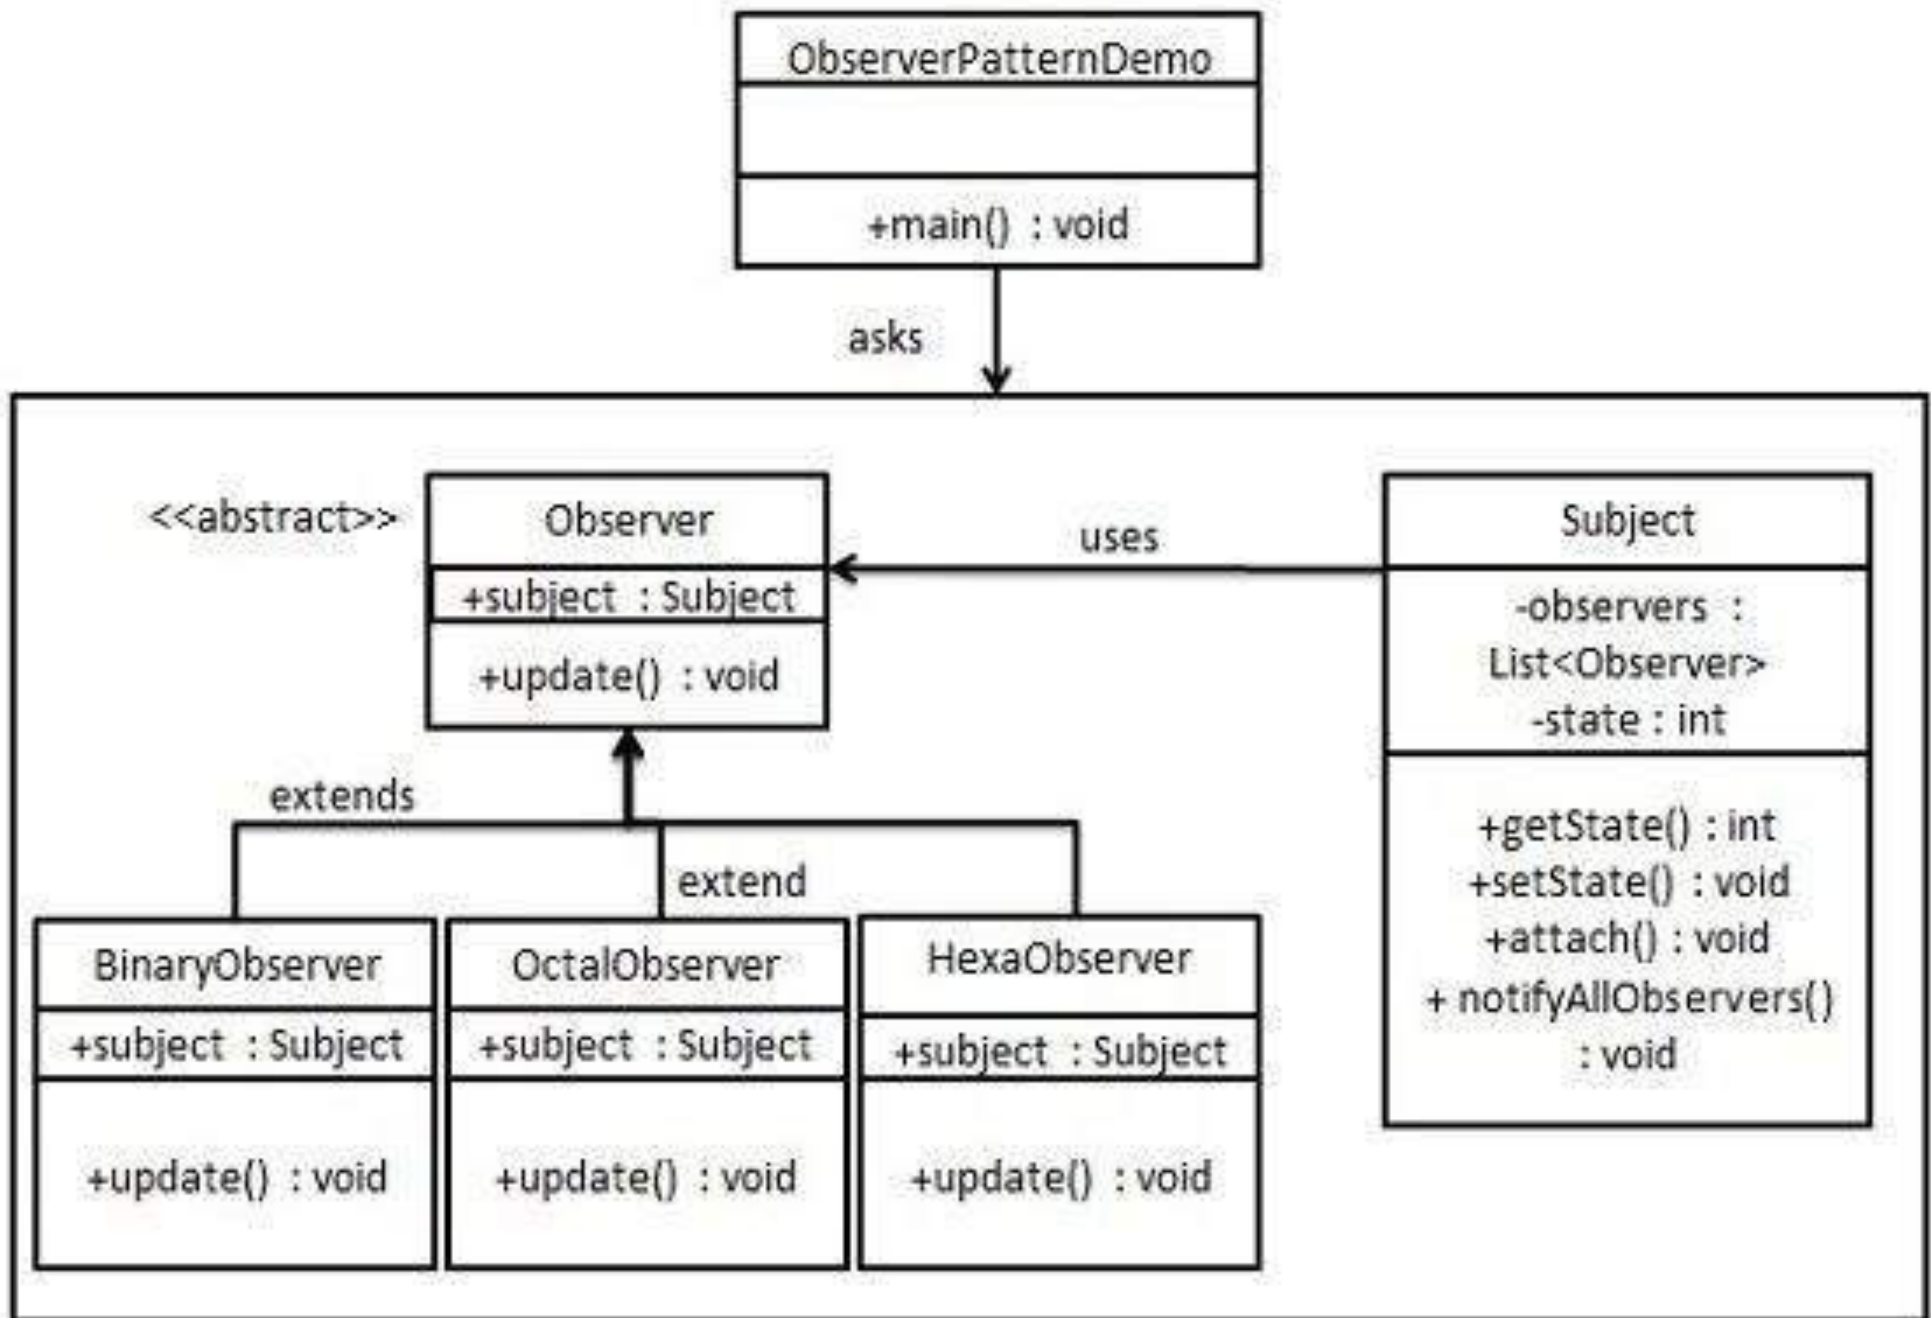 ObserverPatternDemo
+main() : void
asks
<<abstract>>
Observer
+subject : Subject
+update() : void
uses
Subject
-observers :
List<Observer>
-state : int
+getState() : int
+setState() : void
+attach() : void
+ notifyAllObservers()
: void
extends
extend
BinaryObserver
+subject : Subject
+update() : void
OctalObserver
+subject : Subject
+update() : void
HexaObserver
+subject : Subject
+update() : void